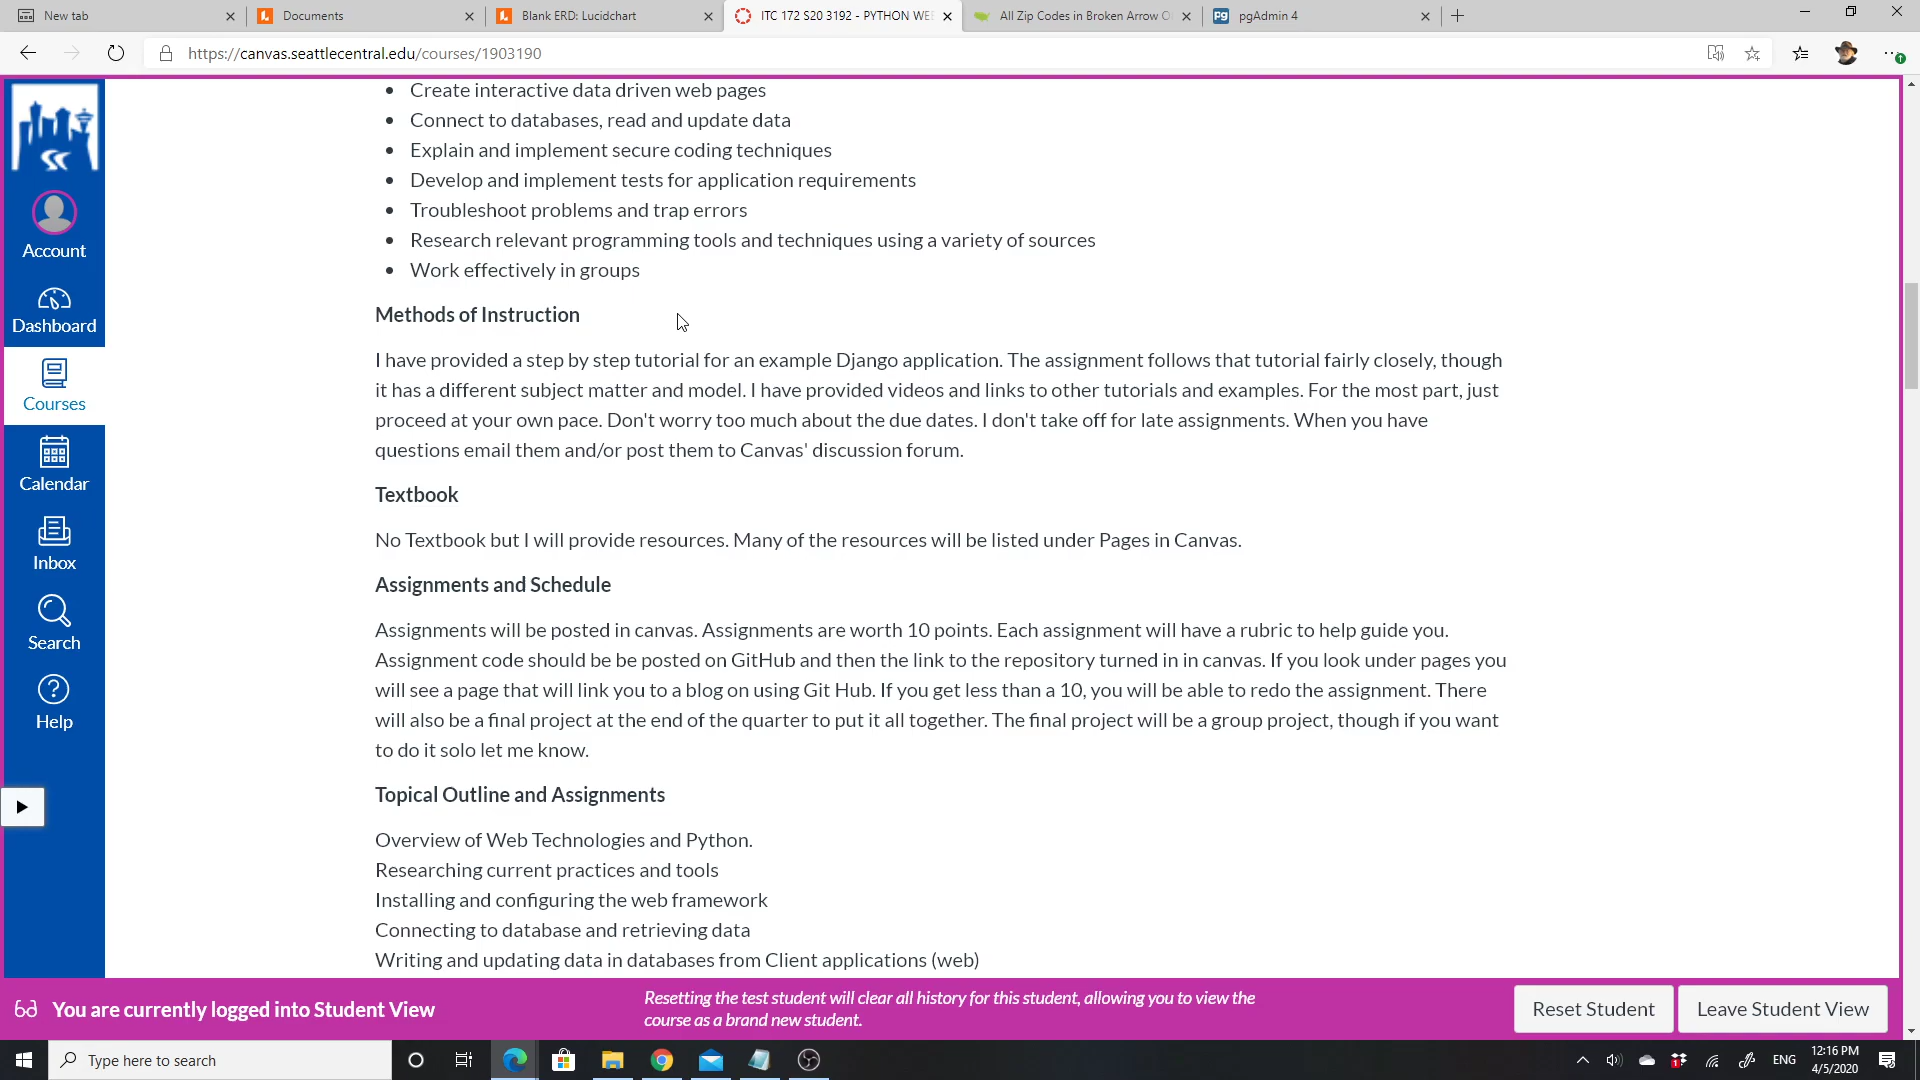 New tab
Documents
Blank ERD: Lucidchart
ITC 172 S20 3192 - PYTHON WE
All Zip Codes in Broken Arrow O
pgAdmin 4
https://canvas.seattlecentral.edu/courses/1903190
Account
Dashboard
Courses
Calendar
Inbox
Search
Help
Create interactive data driven web pages
Connect to databases, read and update data
Explain and implement secure coding techniques
Develop and implement tests for application requirements
Troubleshoot problems and trap errors
Research relevant programming tools and techniques using a variety of sources
Work effectively in groups
Methods of Instruction
I have provided a step by step tutorial for an example Django application. The assignment follows that tutorial fairly closely, though
it has a different subject matter and model. I have provided videos and links to other tutorials and examples. For the most part, just
proceed at your own pace. Don't worry too much about the due dates. I don't take off for late assignments. When you have
questions email them and/or post them to Canvas' discussion forum.
Textbook
No Textbook but I will provide resources. Many of the resources will be listed under Pages in Canvas.
Assignments and Schedule
Assignments will be posted in canvas. Assignments are worth 10 points. Each assignment will have a rubric to help guide you.
Assignment code should be be posted on GitHub and then the link to the repository turned in in canvas. If you look under pages you
will see a page that will link you to a blog on using Git Hub. If you get less than a 10, you will be able to redo the assignment. There
will also be a final project at the end of the quarter to put it all together. The final project will be a group project, though if you want
to do it solo let me know.
Topical Outline and Assignments
Overview of Web Technologies and Python.
Researching current practices and tools
Installing and configuring the web framework
Connecting to database and retrieving data
Writing and updating data in databases from Client applications (web)
You are currently logged into Student View
Resetting the test student will clear all history for this student, allowing you to view the
course as a brand new student.
Reset Student
Leave Student View
Type here to search
ENG
12:16 PM
4/5/2020